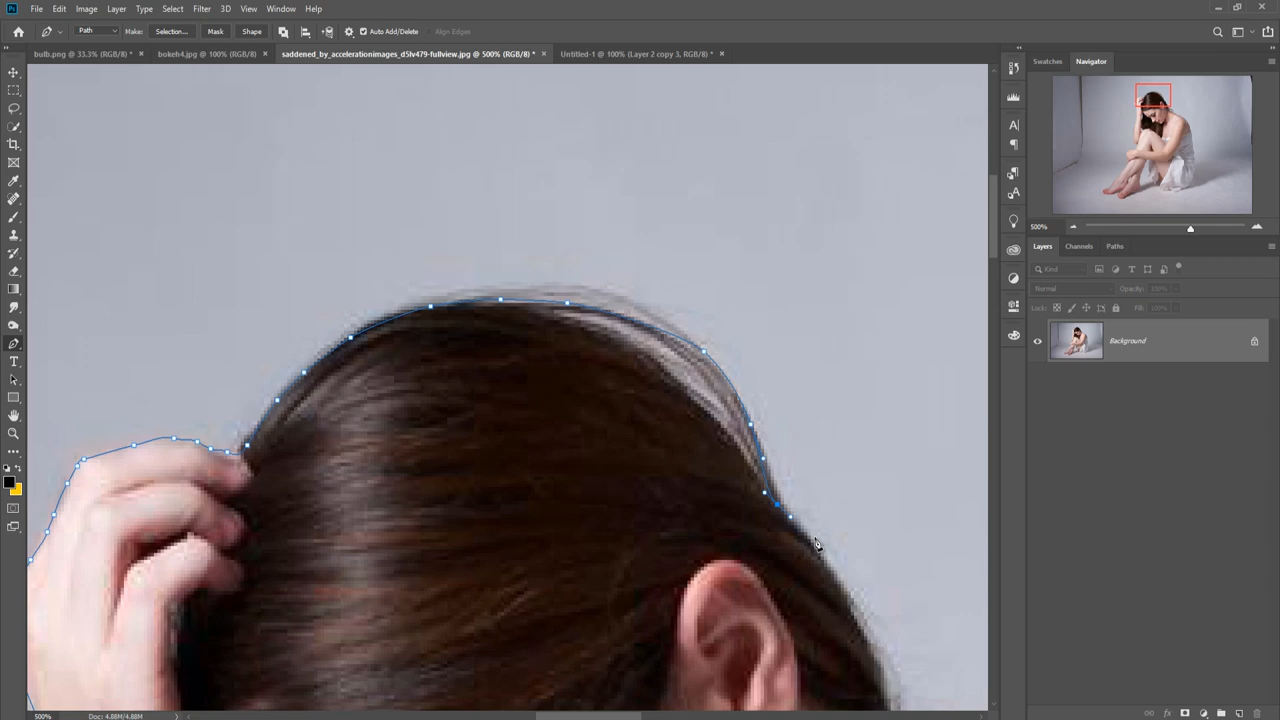 Ps File Edit Image Layer Type Select Filter 3D View Window Help
Path Make: Selection... Mask Shape Auto Add/Delete Align Edges
bulb.png @ 33.3% (RGB/8) * × bokeh4.jpg @ 100% (RGB/8) × saddened_by_accelerationimages_d5lv479-fullview.jpg @ 500% (RGB/8) * × Untitled-1 @ 100% (Layer 2 copy 3, RGB/8) * ×
Swatches Navigator
500%
Layers Channels Paths
Kind
Normal Opacity: 100%
Lock: Fill: 100%
Background
500% Doc: 4.88M/4.88M